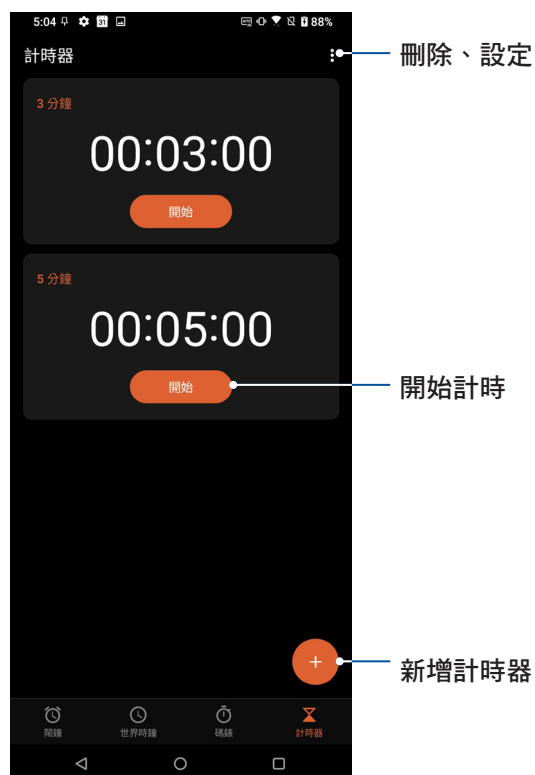 5:04 31 88%
計時器
刪除、設定
3 分鐘
00:03:00
開始
5 分鐘
00:05:00
開始
開始計時
+
新增計時器
鬧鐘 世界時鐘 碼錶 計時器